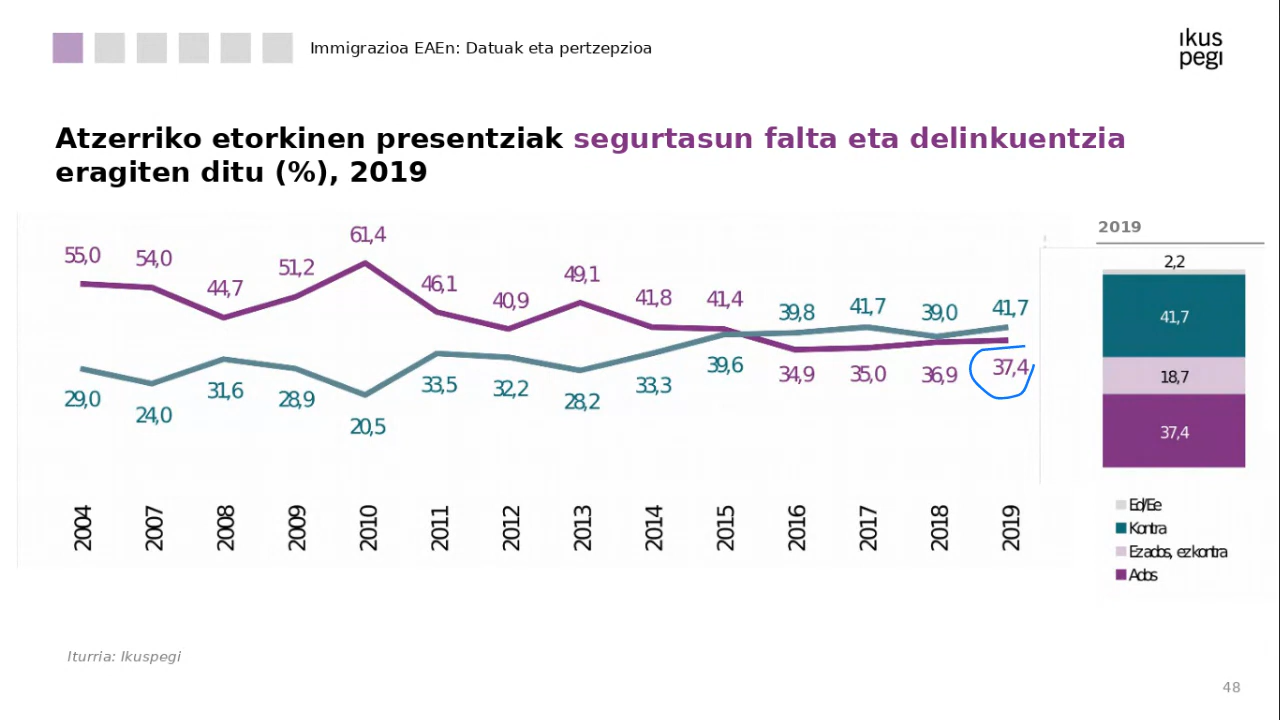 Immigrazioa EAEn: Datuak eta pertzepzioa
ikus
pegi
Atzerriko etorkinen presentziak segurtasun falta eta delinkuentzia
eragiten ditu (%), 2019
55,0 54,0 44,7 51,2 61,4 46,1 40,9 49,1 41,8 41,4 39,8 41,7 39,0 41,7
29,0 24,0 31,6 28,9 20,5 33,5 32,2 28,2 33,3 39,6 34,9 35,0 36,9 37,4
2004 2007 2008 2009 2010 2011 2012 2013 2014 2015 2016 2017 2018 2019
2019
2,2
41,7
18,7
37,4
Ed/Ee
Kontra
Ez ados, ez kontra
Ados
Iturria: Ikuspegi
48